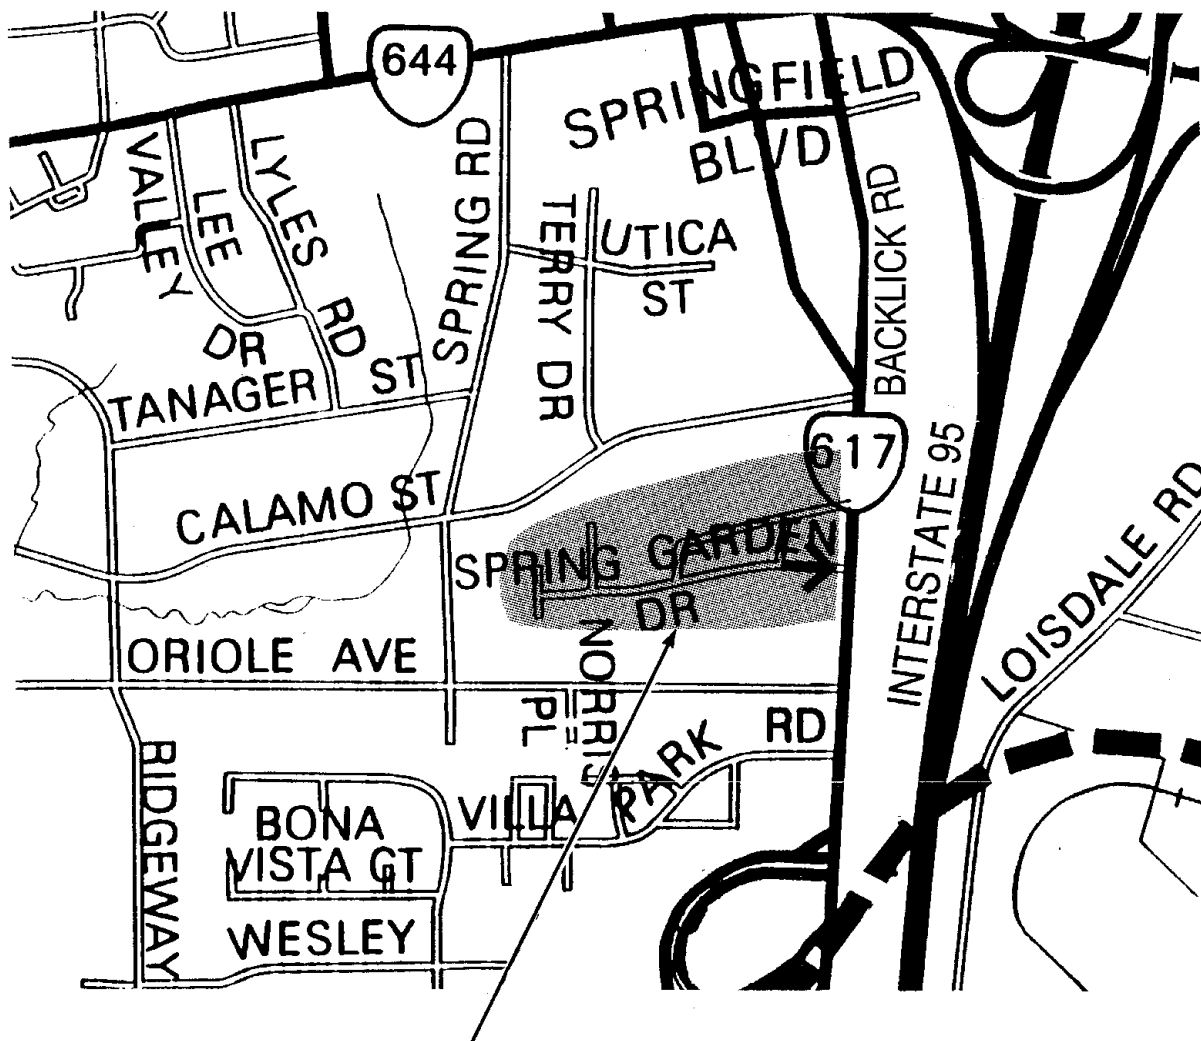 644
SPRINGFIELD
BLVD
VALLEY
LEE
DR
LYLES RD
SPRING RD
TERRY DR
UTICA
ST
BACKLICK RD
TANAGER ST
617
CALAMO ST
INTERSTATE 95
LOISDALE RD
SPRING GARDEN
DR
ORIOLE AVE
NORRIS
PL
RIDGEWAY
VILLA PARK RD
BONA
VISTA CT
WESLEY